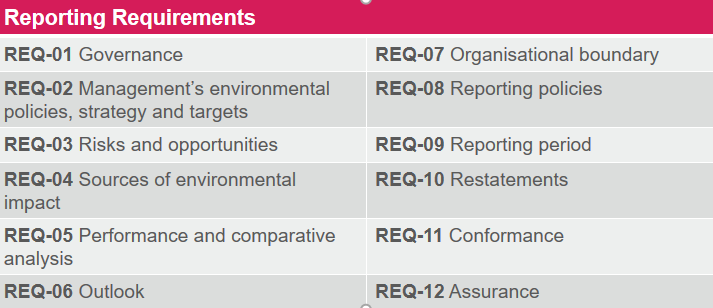 Reporting Requirements
REQ-01 Governance
REQ-07 Organisational boundary
REQ-02 Management's environmental
policies, strategy and targets
REQ-08 Reporting policies
REQ-03 Risks and opportunities
REQ-09 Reporting period
REQ-04 Sources of environmental
impact
REQ-10 Restatements
REQ-05 Performance and comparative
analysis
REQ-11 Conformance
REQ-06 Outlook
REQ-12 Assurance